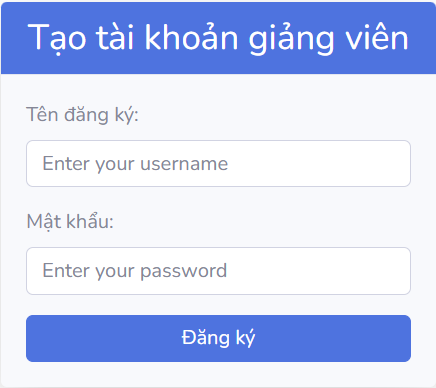 Tạo tài khoản giảng viên
Tên đăng ký:
Enter your username
Mật khẩu:
Enter your password
Đăng ký